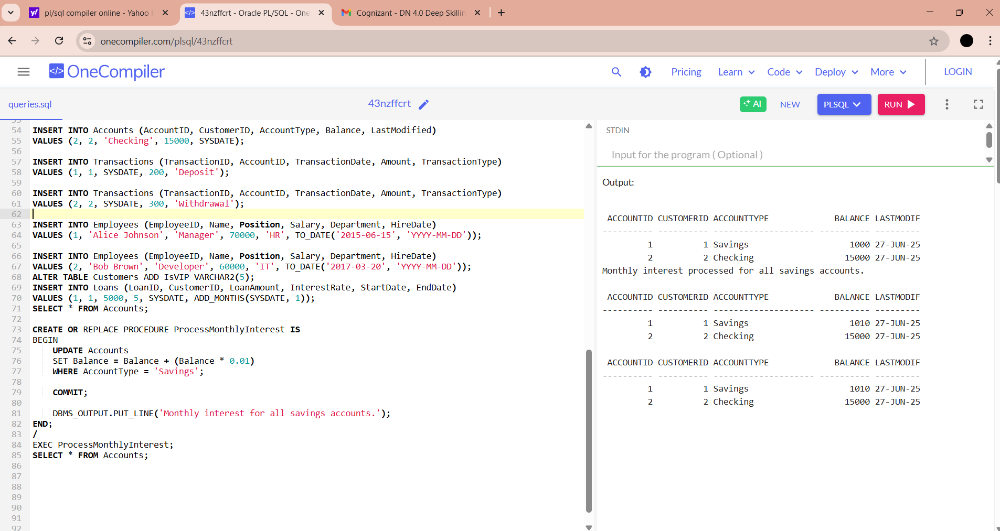 pl/sql compiler online - Yahoo
43nzffcrt - Oracle PL/SQL - One
Cognizant - DN 4.0 Deep Skillin
onecompiler.com/plsql/43nzffcrt
</> OneCompiler
Pricing
Learn
Code
Deploy
More
LOGIN
queries.sql
43nzffcrt
AI
NEW
PLSQL
RUN
53
54 INSERT INTO Accounts (AccountID, CustomerID, AccountType, Balance, LastModified)
55 VALUES (2, 2, 'Checking', 15000, SYSDATE);
56
57 INSERT INTO Transactions (TransactionID, AccountID, TransactionDate, Amount, TransactionType)
58 VALUES (1, 1, SYSDATE, 200, 'Deposit');
59
60 INSERT INTO Transactions (TransactionID, AccountID, TransactionDate, Amount, TransactionType)
61 VALUES (2, 2, SYSDATE, 300, 'Withdrawal');
62
63 INSERT INTO Employees (EmployeeID, Name, Position, Salary, Department, HireDate)
64 VALUES (1, 'Alice Johnson', 'Manager', 70000, 'HR', TO_DATE('2015-06-15', 'YYYY-MM-DD'));
65
66 INSERT INTO Employees (EmployeeID, Name, Position, Salary, Department, HireDate)
67 VALUES (2, 'Bob Brown', 'Developer', 60000, 'IT', TO_DATE('2017-03-20', 'YYYY-MM-DD'));
68 ALTER TABLE Customers ADD IsVIP VARCHAR2(5);
69 INSERT INTO Loans (LoanID, CustomerID, LoanAmount, InterestRate, StartDate, EndDate)
70 VALUES (1, 1, 5000, 5, SYSDATE, ADD_MONTHS(SYSDATE, 1));
71 SELECT * FROM Accounts;
72
73 CREATE OR REPLACE PROCEDURE ProcessMonthlyInterest IS
74 BEGIN
75 UPDATE Accounts
76 SET Balance = Balance + (Balance * 0.01)
77 WHERE AccountType = 'Savings';
78
79 COMMIT;
80
81 DBMS_OUTPUT.PUT_LINE('Monthly interest for all savings accounts.');
82 END;
83 /
84 EXEC ProcessMonthlyInterest;
85 SELECT * FROM Accounts;
86
87
88
89
90
91
92
STDIN
Input for the program ( Optional )
Output:
ACCOUNTID CUSTOMERID ACCOUNTTYPE BALANCE LASTMODIF
---------- ---------- -------------------- ---------- ---------
1 1 Savings 1000 27-JUN-25
2 2 Checking 15000 27-JUN-25
Monthly interest processed for all savings accounts.
ACCOUNTID CUSTOMERID ACCOUNTTYPE BALANCE LASTMODIF
---------- ---------- -------------------- ---------- ---------
1 1 Savings 1010 27-JUN-25
2 2 Checking 15000 27-JUN-25
ACCOUNTID CUSTOMERID ACCOUNTTYPE BALANCE LASTMODIF
---------- ---------- -------------------- ---------- ---------
1 1 Savings 1010 27-JUN-25
2 2 Checking 15000 27-JUN-25